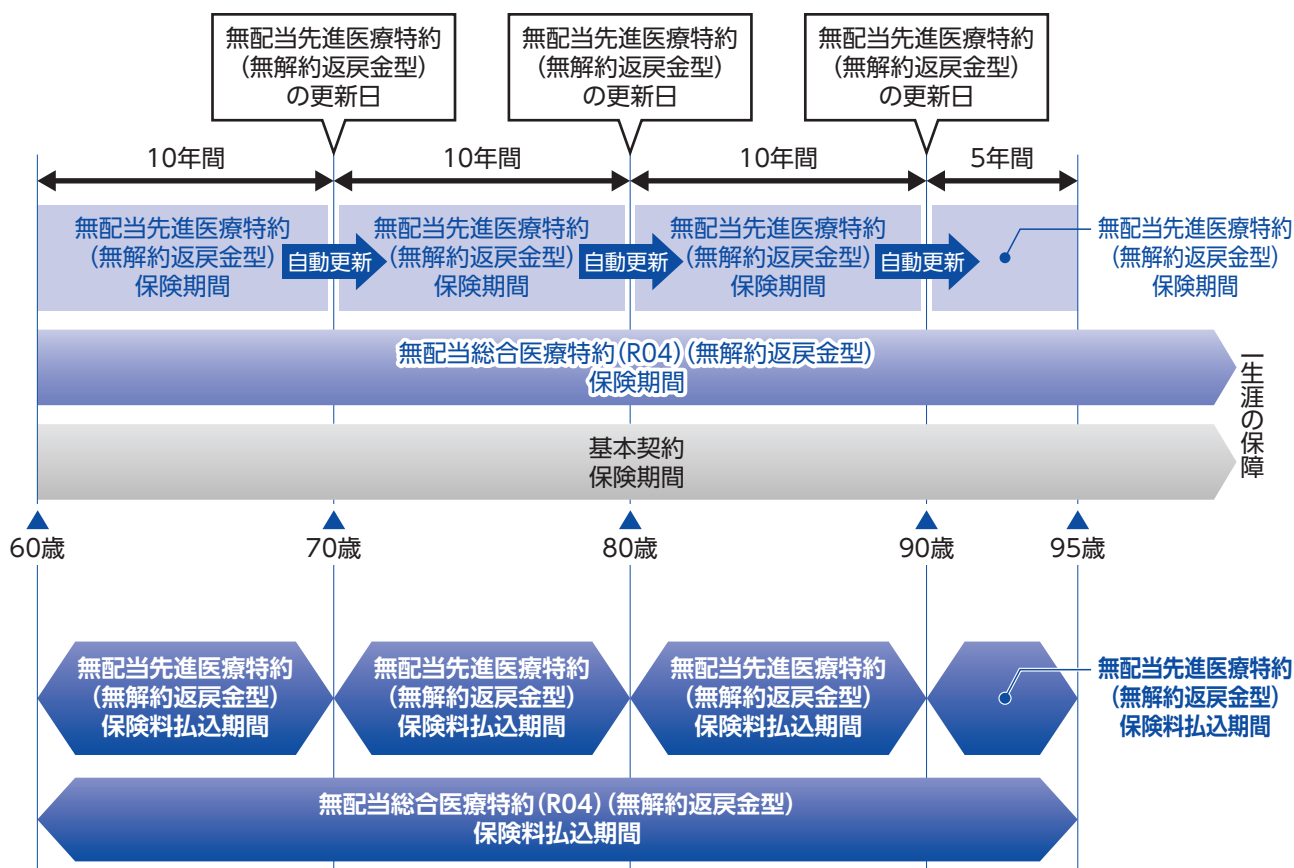 無配当先進医療特約
(無解約返戻金型)
の更新日
無配当先進医療特約
(無解約返戻金型)
の更新日
無配当先進医療特約
(無解約返戻金型)
の更新日
10年間
10年間
10年間
5年間
無配当先進医療特約
(無解約返戻金型)
保険期間
自動更新
無配当先進医療特約
(無解約返戻金型)
保険期間
自動更新
無配当先進医療特約
(無解約返戻金型)
保険期間
自動更新
無配当先進医療特約
(無解約返戻金型)
保険期間
無配当総合医療特約(R04)(無解約返戻金型)
保険期間
基本契約
保険期間
一生涯の保障
60歳
70歳
80歳
90歳
95歳
無配当先進医療特約
(無解約返戻金型)
保険料払込期間
無配当先進医療特約
(無解約返戻金型)
保険料払込期間
無配当先進医療特約
(無解約返戻金型)
保険料払込期間
無配当先進医療特約
(無解約返戻金型)
保険料払込期間
無配当総合医療特約(R04)(無解約返戻金型)
保険料払込期間